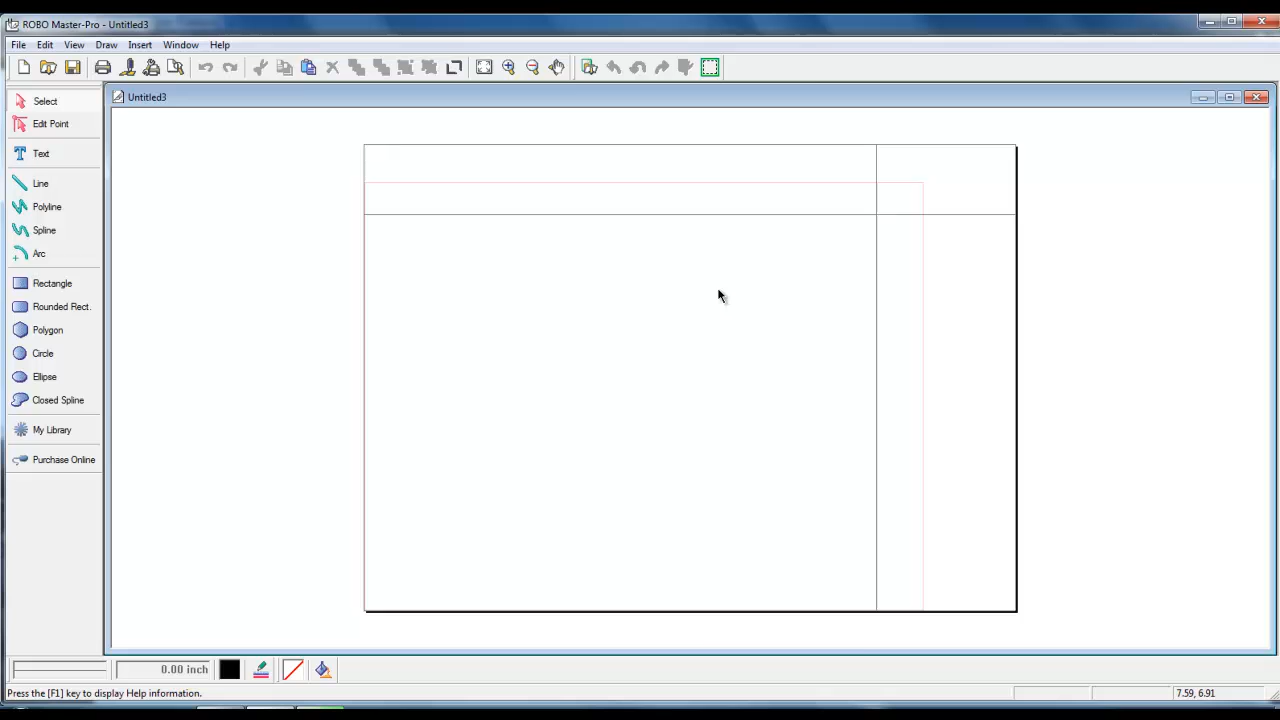 ROBO Master-Pro - Untitled3
File Edit View Draw Insert Window Help
Untitled3
Select
Edit Point
Text
Line
Polyline
Spline
Arc
Rectangle
Rounded Rect.
Polygon
Circle
Ellipse
Closed Spline
My Library
Purchase Online
0.00 inch
Press the [F1] key to display Help information.
7.59, 6.91